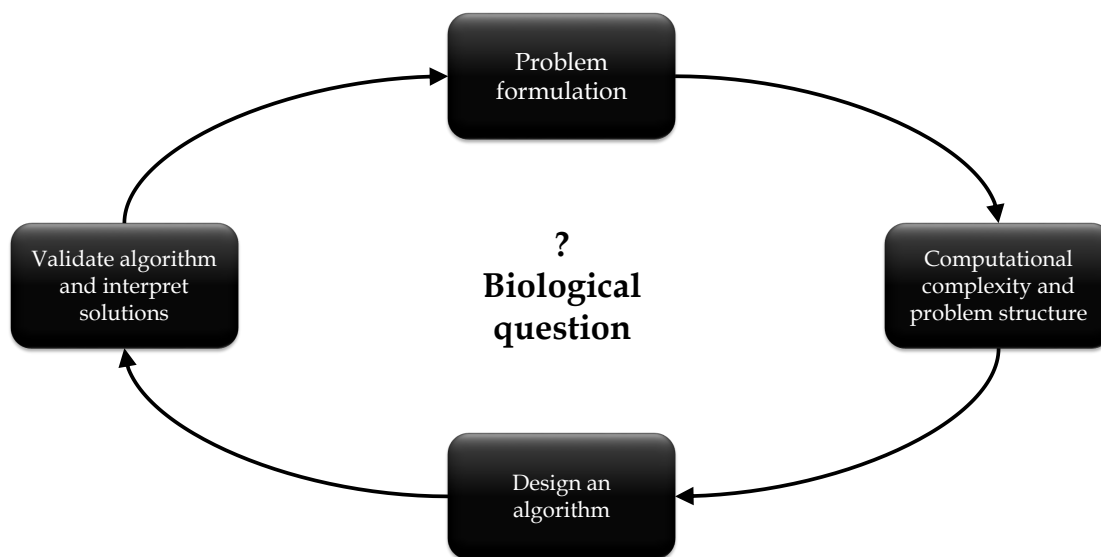 Problem
formulation
Computational
complexity and
problem structure
Design an
algorithm
Validate algorithm
and interpret
solutions
?
Biological
question